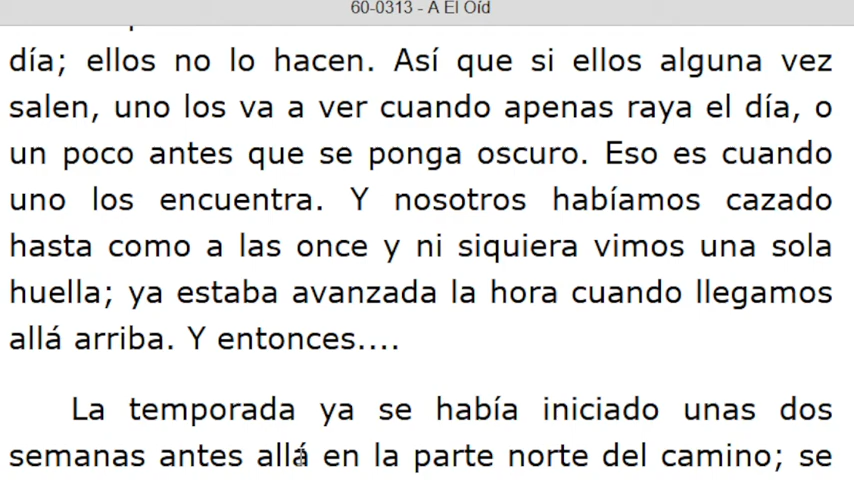 60-0313 - A El Oíd
día; ellos no lo hacen. Así que si ellos alguna vez
salen, uno los va a ver cuando apenas raya el día, o
un poco antes que se ponga oscuro. Eso es cuando
uno los encuentra. Y nosotros habíamos cazado
hasta como a las once y ni siquiera vimos una sola
huella; ya estaba avanzada la hora cuando llegamos
allá arriba. Y entonces....
La temporada ya se había iniciado unas dos
semanas antes allá en la parte norte del camino; se